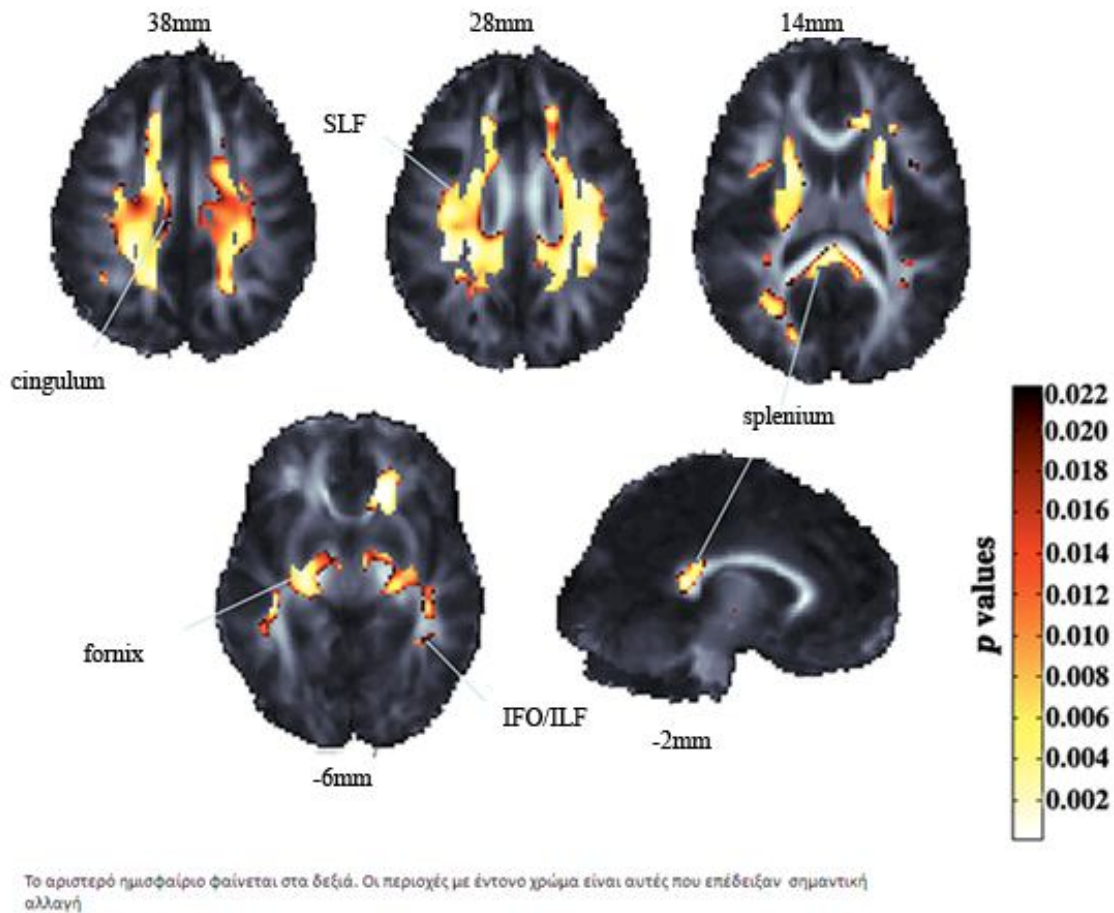 38mm
28mm
14mm
SLF
cingulum
splenium
fornix
IFO/ILF
-6mm
-2mm
0.022
0.020
0.018
0.016
0.014
0.012
0.010
0.008
0.006
0.004
0.002
p values
Το αριστερό ημισφαίριο φαίνεται στα δεξιά. Οι περιοχές με έντονο χρώμα είναι αυτές που επέδειξαν σημαντική
αλλαγή